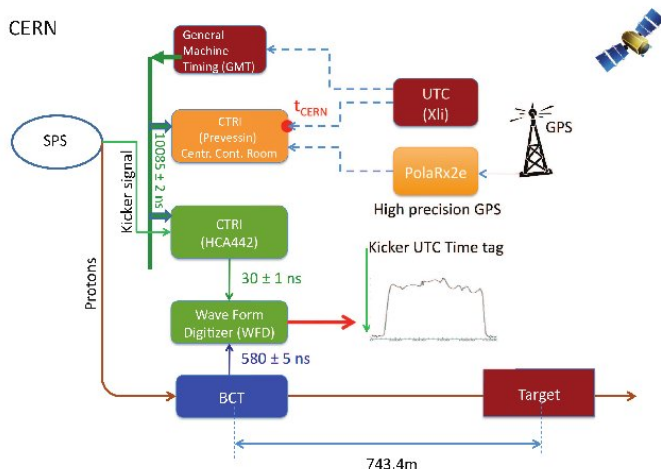 CERN
General
Machine
Timing (GMT)
UTC
(Xli)
tCERN
CTRI
(Prevessin)
Centr. Cont. Room
SPS
GPS
PolaRx2e
High precision GPS
Kicker signal
10085 ± 2 ns
CTRI
(HCA442)
Kicker UTC Time tag
30 ± 1 ns
Protons
Wave Form
Digitizer (WFD)
580 ± 5 ns
BCT
Target
743.4m